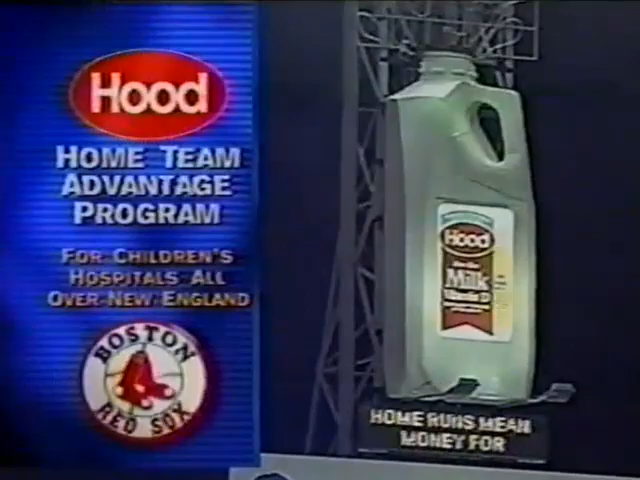 Hood
HOME TEAM
ADVANTAGE
PROGRAM
FOR CHILDREN'S
HOSPITALS ALL
OVER NEW ENGLAND
BOSTON
RED SOX
Hood
Milk
Vitamin D
HOME RUNS MEAN
MONEY FOR